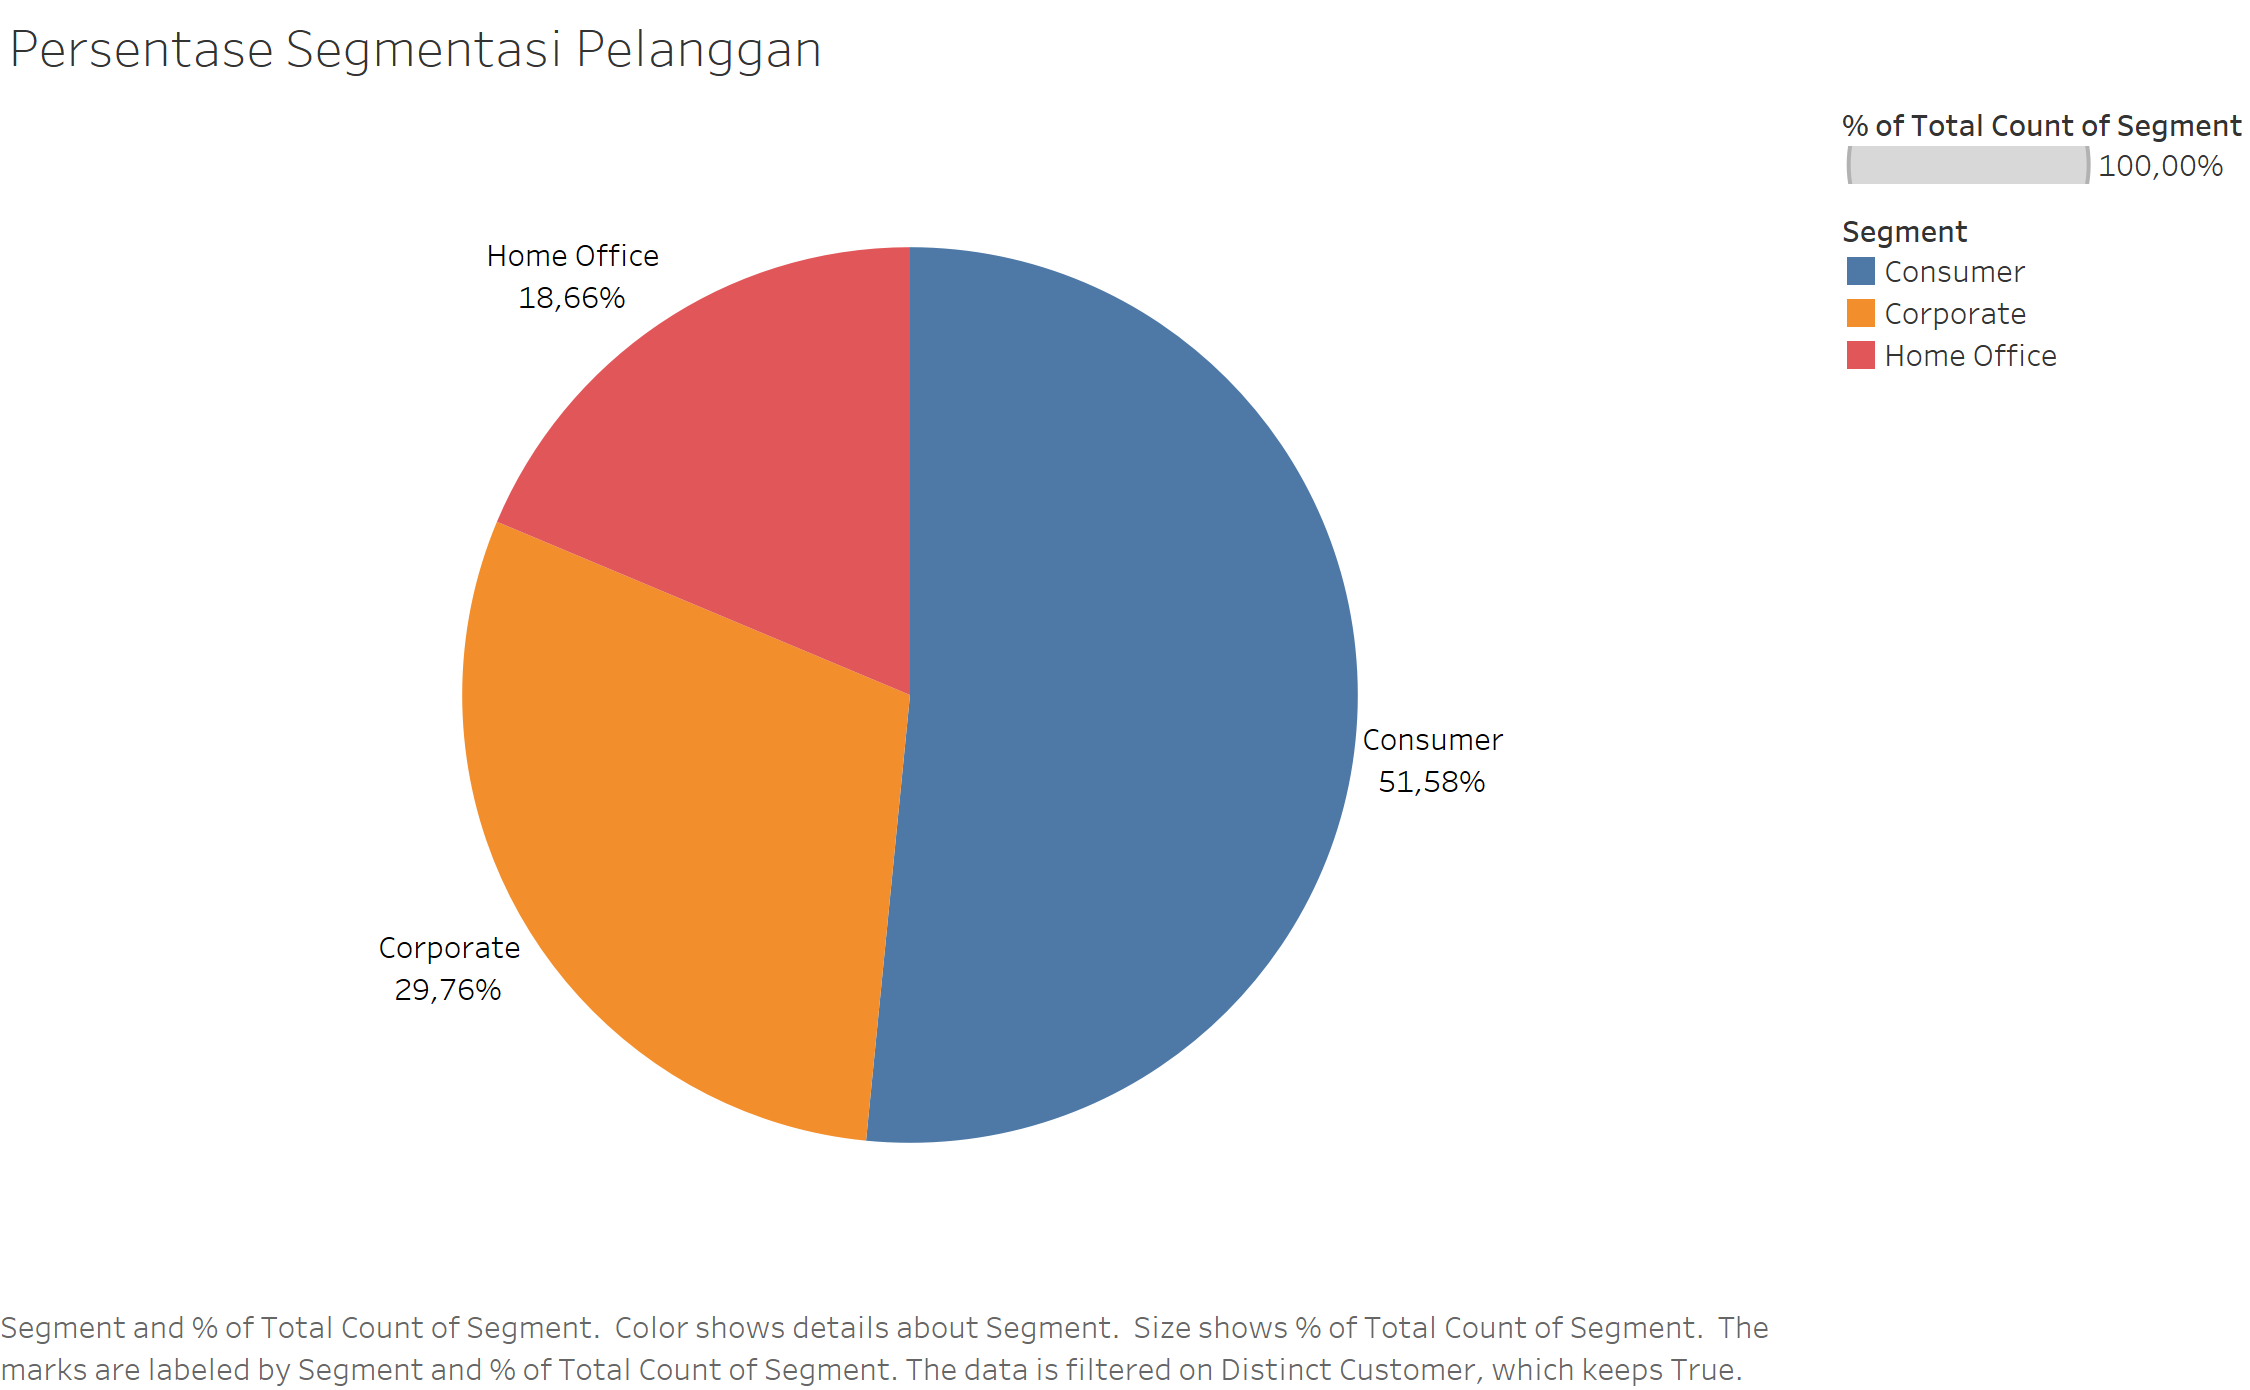 Persentase Segmentasi Pelanggan
% of Total Count of Segment
100,00%
Segment
Consumer
Corporate
Home Office
Home Office
18,66%
Consumer
51,58%
Corporate
29,76%
Segment and % of Total Count of Segment.  Color shows details about Segment.  Size shows % of Total Count of Segment.  The
marks are labeled by Segment and % of Total Count of Segment. The data is filtered on Distinct Customer, which keeps True.